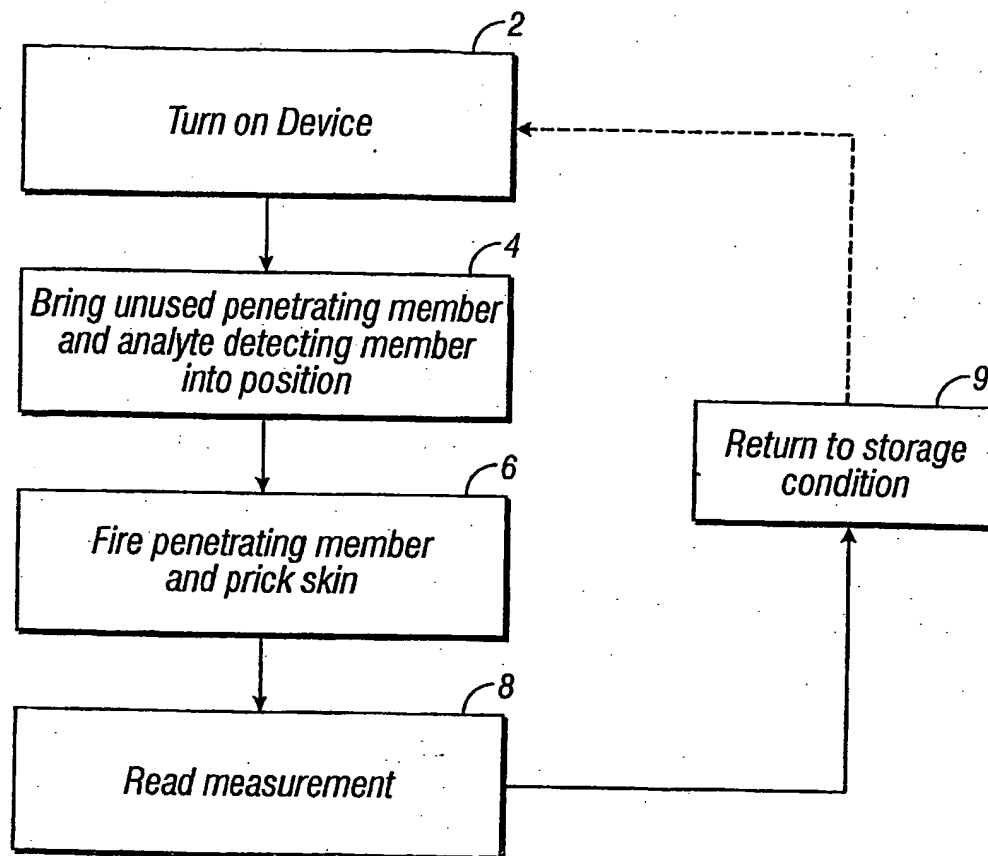 2
Turn on Device
4
Bring unused penetrating member
and analyte detecting member
into position
6
Fire penetrating member
and prick skin
8
Read measurement
9
Return to storage
condition